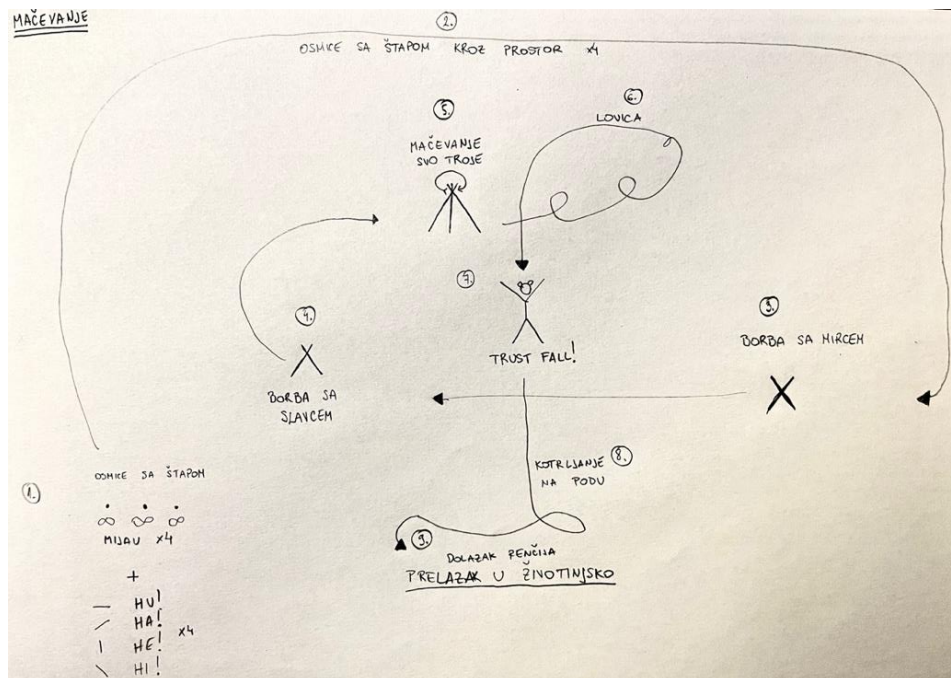 MAČEVANJE
2.
OSMICE SA ŠTAPOM KROZ PROSTOR x4
5.
MAČEVANJE
SVO TROJE
6.
LOVICA
7.
TRUST FALL!
4.
BORBA SA
SLAVCEM
3.
BORBA SA MIRCEM
1.
OSMICE SA ŠTAPOM
MIJAU x4
+
HU!
HA!
HE!
HI!
x4
KOTRLJANJE
NA PODU
8.
9.
DOLAZAK PENČIJA
PRELAZAK U ŽIVOTINJSKO